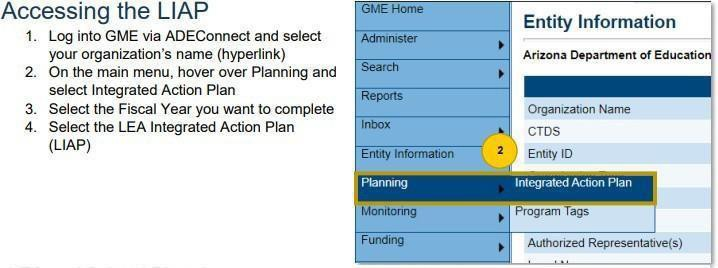 Accessing the LIAP
1. Log into GME via ADEConnect and select
your organization's name (hyperlink)
2. On the main menu, hover over Planning and
select Integrated Action Plan
3. Select the Fiscal Year you want to complete
4. Select the LEA Integrated Action Plan
(LIAP)
GME Home
Administer
Search
Reports
Inbox
Entity Information
2
Planning
Integrated Action Plan
Monitoring
Program Tags
Funding
Entity Information
Arizona Department of Education
Organization Name
CTDS
Entity ID
Authorized Representative(s)